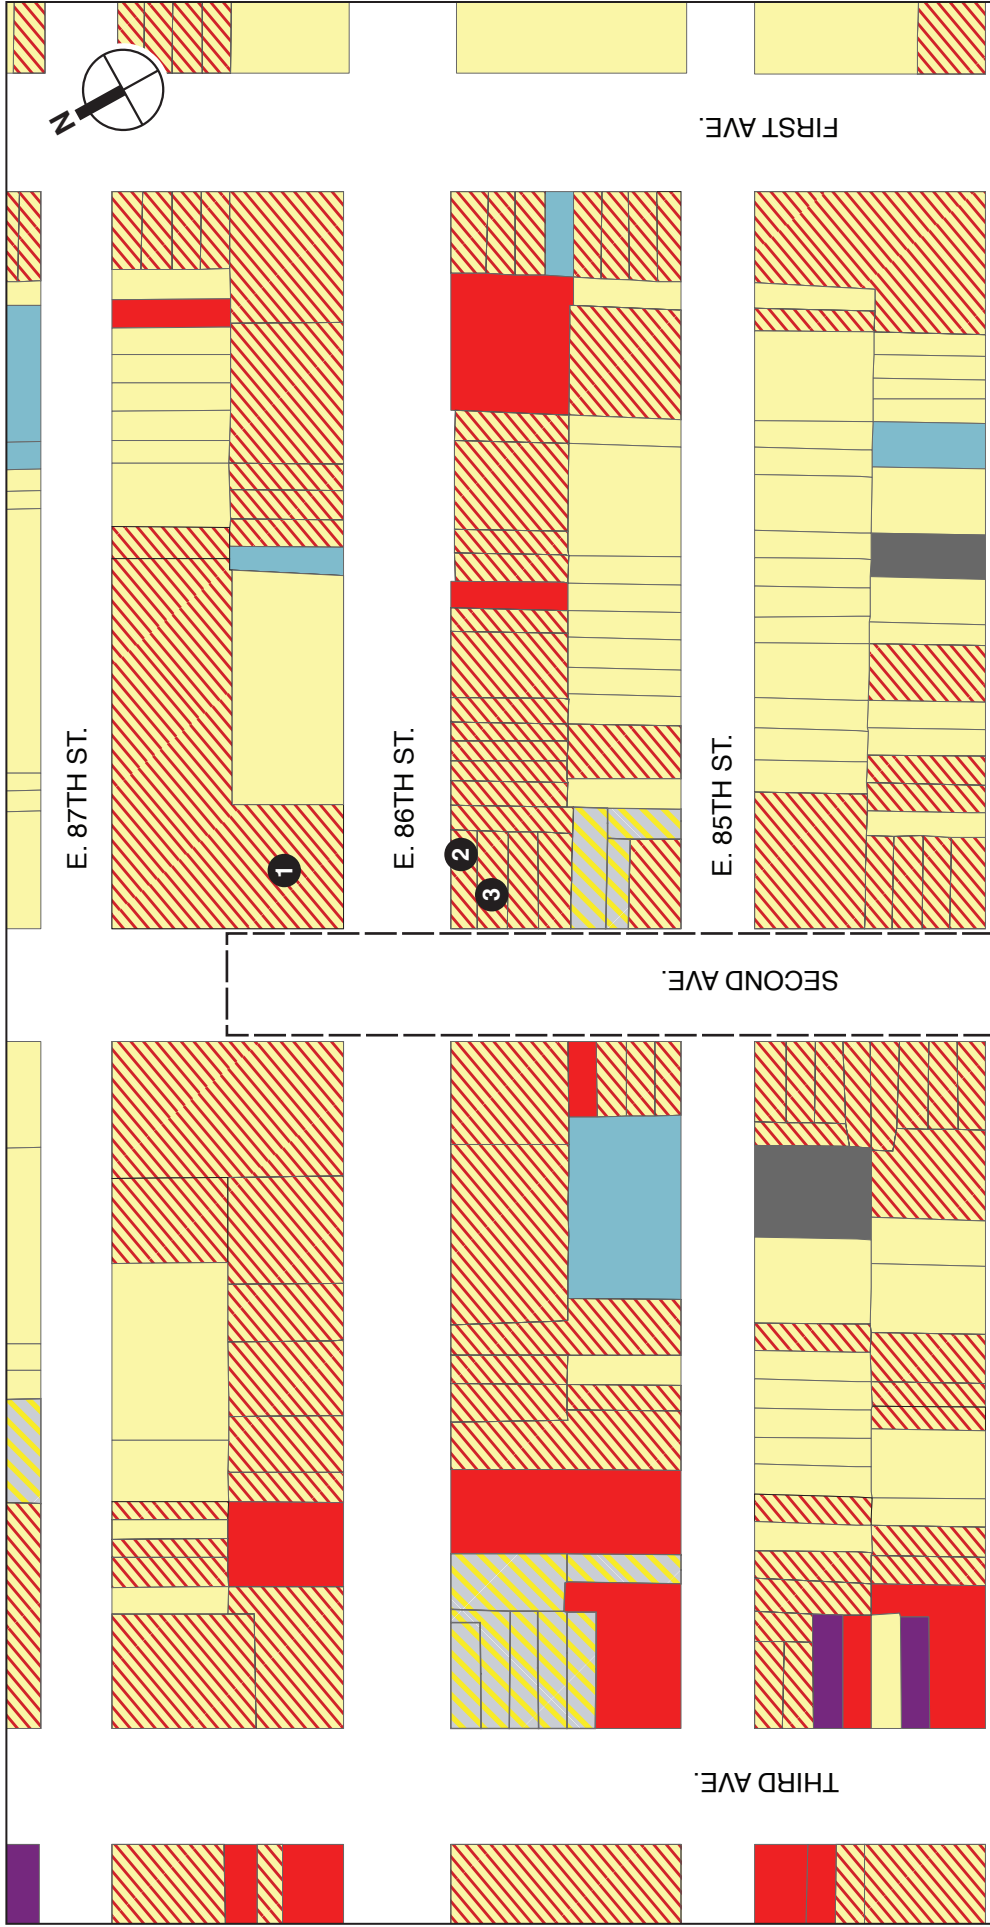 N
FIRST AVE.
E. 87TH ST.
E. 86TH ST.
E. 85TH ST.
1
2
3
SECOND AVE.
THIRD AVE.